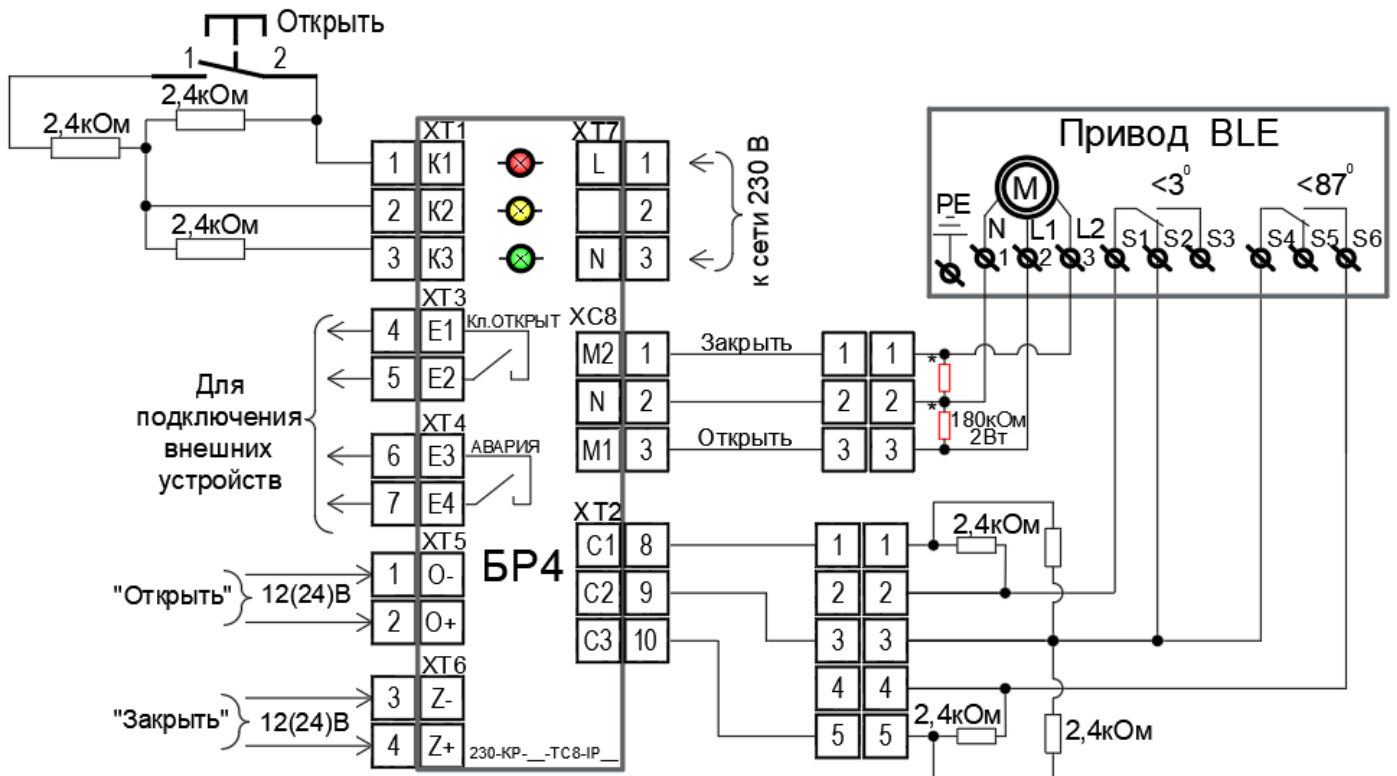 Открыть
1 2
2,4кОм
2,4кОм
2,4кОм
XT1
1 K1
2 K2
3 K3
XT3
4 E1
Кл.ОТКРЫТ
5 E2
XT4
6 E3
АВАРИЯ
7 E4
Для
подключения
внешних
устройств
XT5
1 O-
2 O+
"Открыть" 12(24)В
XT6
3 Z-
4 Z+
"Закрыть" 12(24)В
БР4
230-КР-__-ТС8-IP__
XT7
L 1
2
N 3
к сети 230 В
XC8
M2 1
N 2
M1 3
Закрыть
Открыть
1 1
2 2
3 3
*
*
180кОм
2Вт
XT2
C1 8
C2 9
C3 10
1 1
2 2
3 3
4 4
5 5
2,4кОм
2,4кОм
2,4кОм
Привод BLE
M
PE
N L1 L2
1 2 3
<3⁰
S1 S2 S3
<87⁰
S4 S5 S6